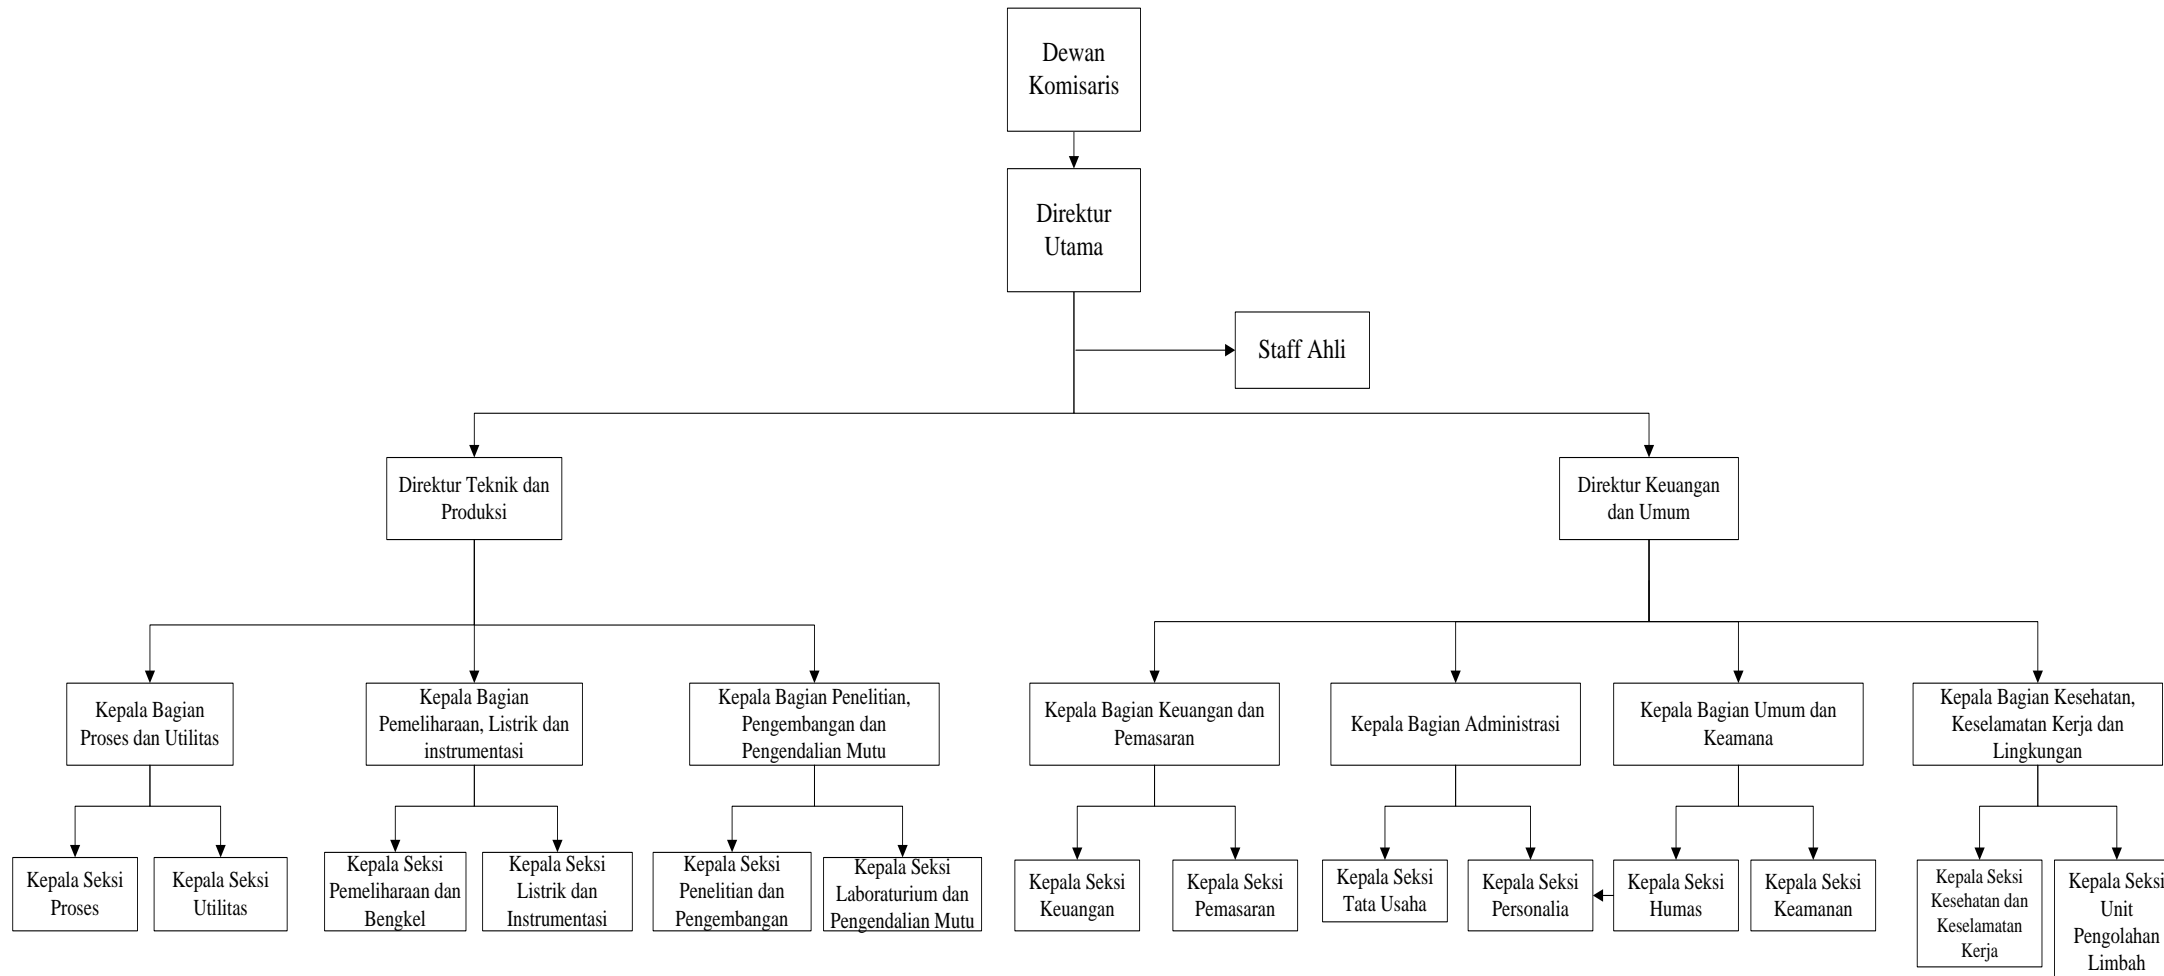 Dewan
Komisaris
Direktur
Utama
Staff Ahli
Direktur Teknik dan
Produksi
Direktur Keuangan
dan Umum
Kepala Bagian
Proses dan Utilitas
Kepala Bagian
Pemeliharaan, Listrik dan
instrumentasi
Kepala Bagian Penelitian,
Pengembangan dan
Pengendalian Mutu
Kepala Bagian Keuangan dan
Pemasaran
Kepala Bagian Administrasi
Kepala Bagian Umum dan
Keamana
Kepala Bagian Kesehatan,
Keselamatan Kerja dan
Lingkungan
Kepala Seksi
Proses
Kepala Seksi
Utilitas
Kepala Seksi
Pemeliharaan dan
Bengkel
Kepala Seksi
Listrik dan
Instrumentasi
Kepala Seksi
Penelitian dan
Pengembangan
Kepala Seksi
Laboraturium dan
Pengendalian Mutu
Kepala Seksi
Keuangan
Kepala Seksi
Pemasaran
Kepala Seksi
Tata Usaha
Kepala Seksi
Personalia
Kepala Seksi
Humas
Kepala Seksi
Keamanan
Kepala Seksi
Kesehatan dan
Keselamatan
Kerja
Kepala Seksi
Unit
Pengolahan
Limbah